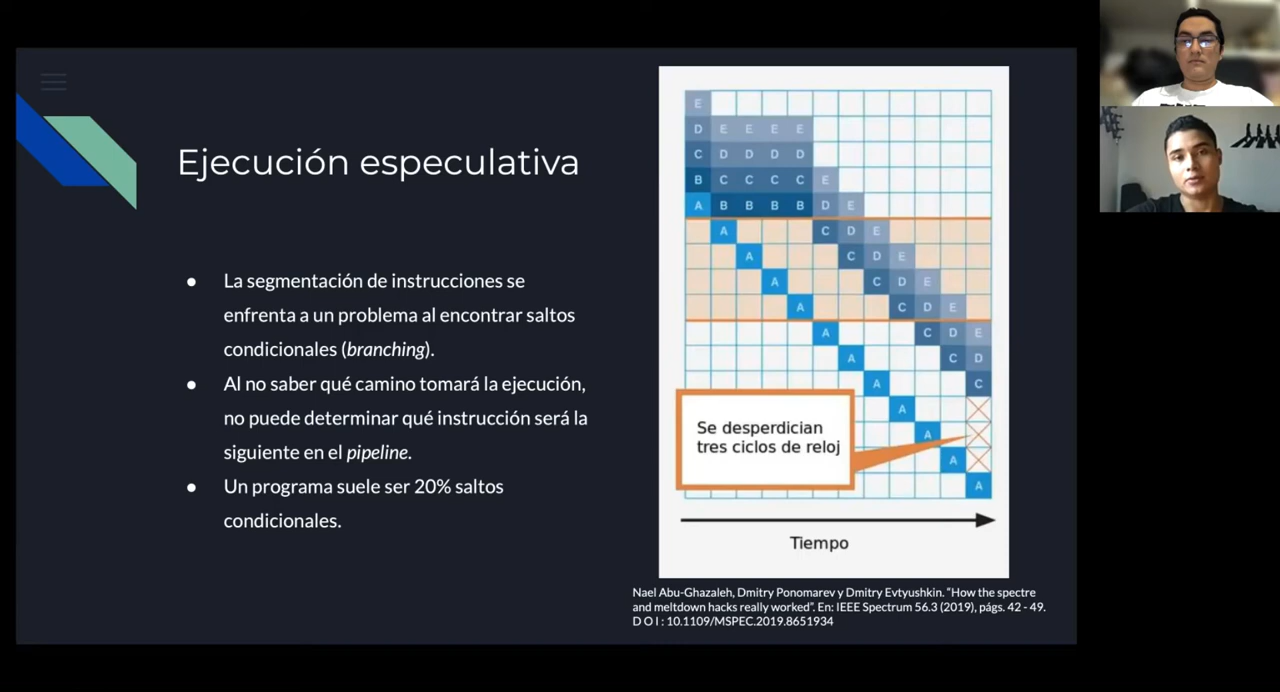 Ejecución especulativa
● La segmentación de instrucciones se
enfrenta a un problema al encontrar saltos
condicionales (branching).
● Al no saber qué camino tomará la ejecución,
no puede determinar qué instrucción será la
siguiente en el pipeline.
● Un programa suele ser 20% saltos
condicionales.
E
D E E E E
C D D D D
B C C C C E
A B B B B D E
A C D E
A C D E
A C D E
A C D E
A C D E
A C D
A C
A
A
A
A
Se desperdician
tres ciclos de reloj
Tiempo
Nael Abu-Ghazaleh, Dmitry Ponomarev y Dmitry Evtyushkin. “How the spectre
and meltdown hacks really worked”. En: IEEE Spectrum 56.3 (2019), págs. 42 - 49.
D O I : 10.1109/MSPEC.2019.8651934